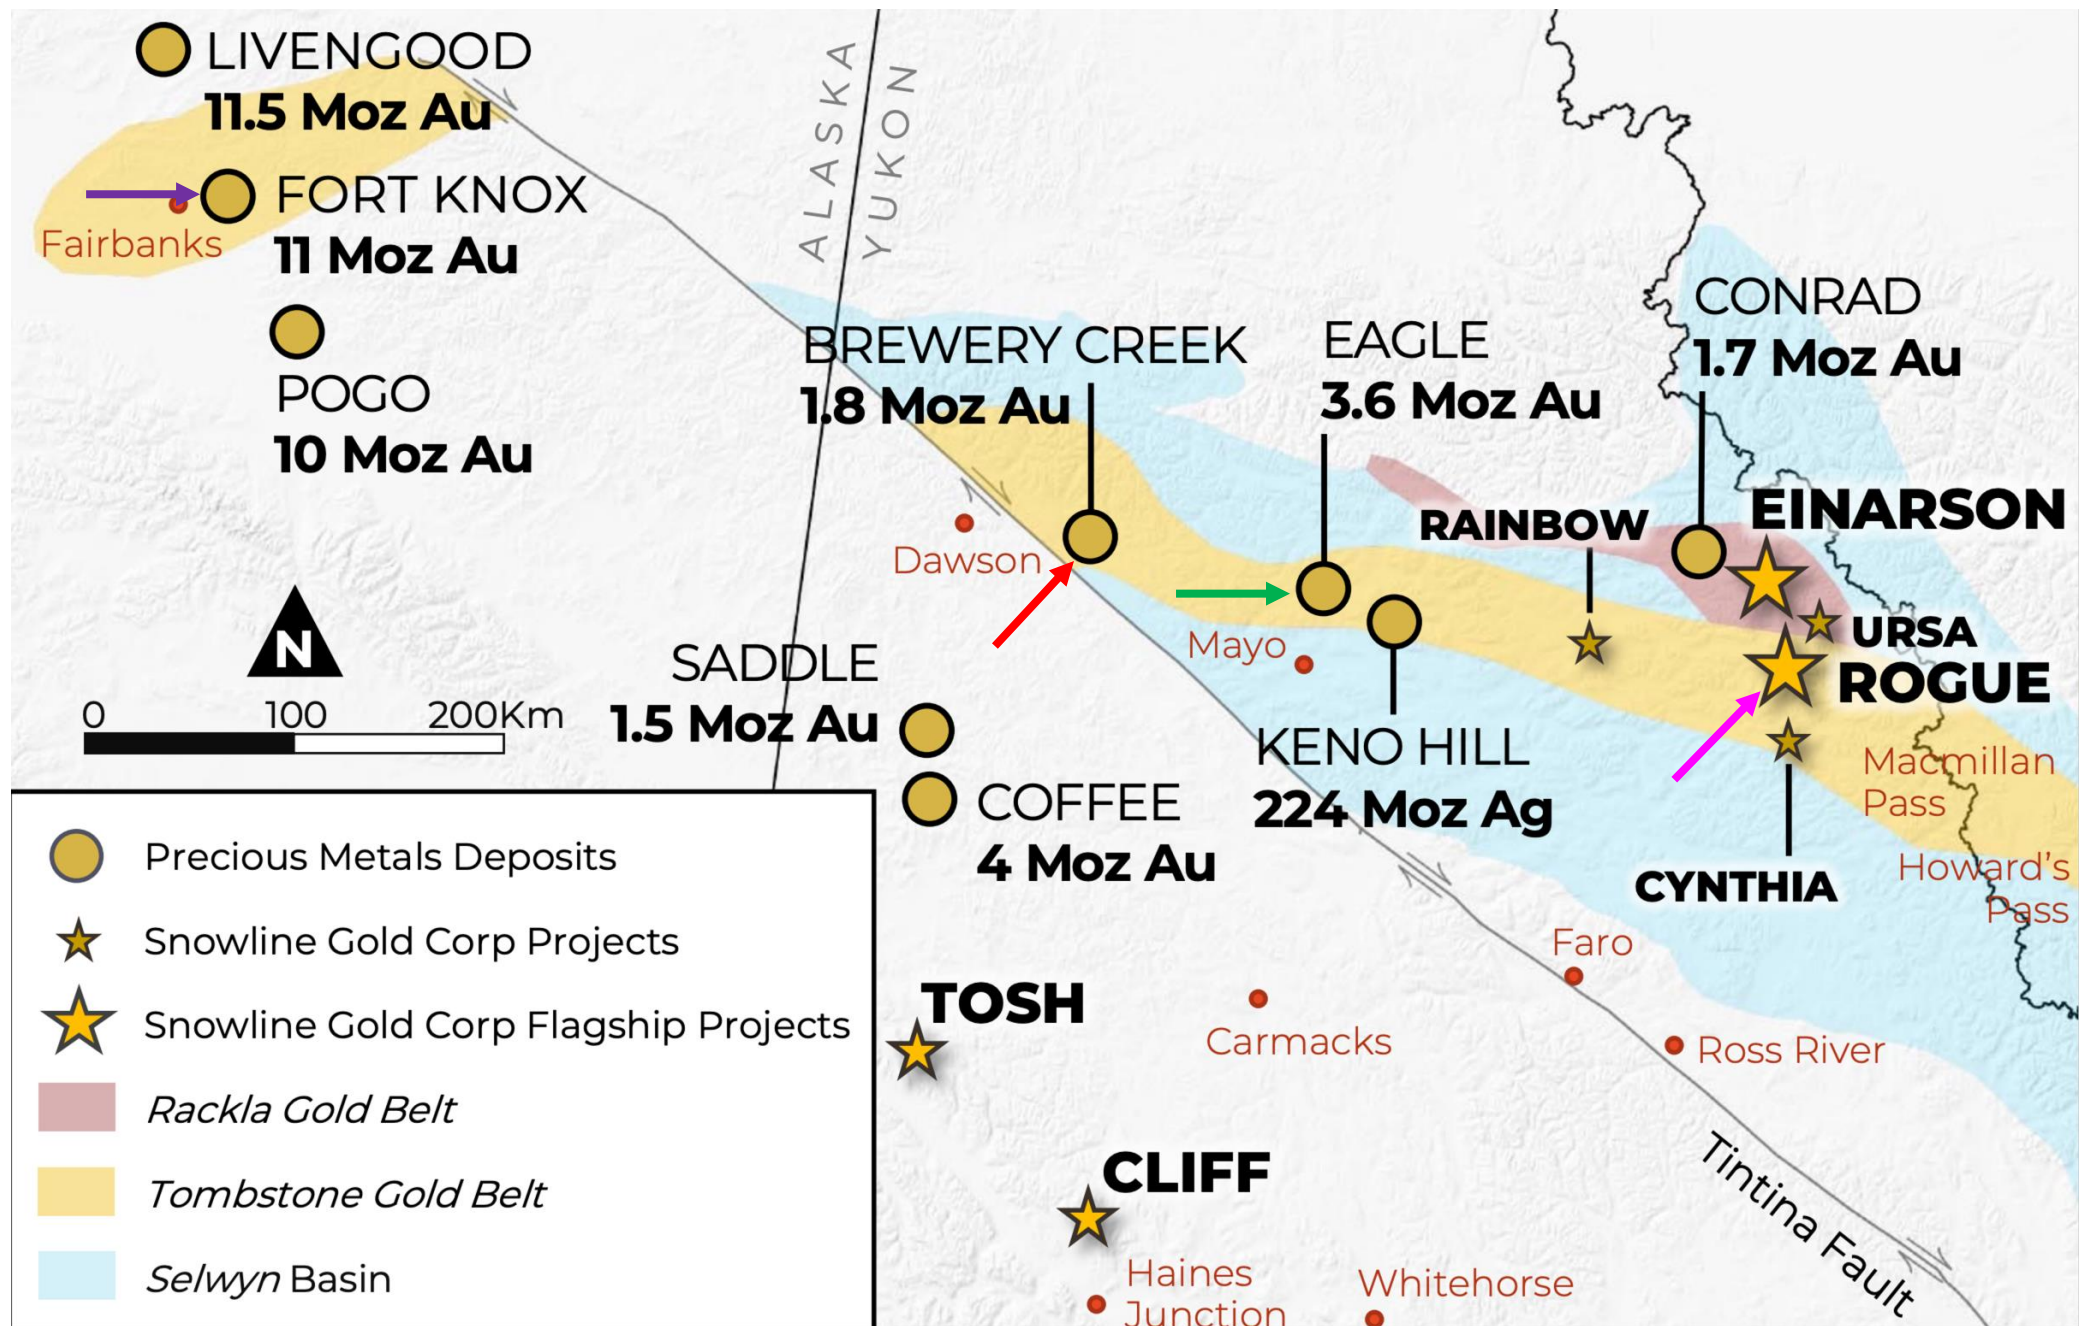 LIVENGOOD
11.5 Moz Au
FORT KNOX
11 Moz Au
Fairbanks
POGO
10 Moz Au
ALASKA
YUKON
BREWERY CREEK
1.8 Moz Au
EAGLE
3.6 Moz Au
CONRAD
1.7 Moz Au
EINARSON
RAINBOW
Dawson
URSA
ROGUE
Mayo
KENO HILL
224 Moz Ag
Macmillan
Pass
Howard's
Pass
CYNTHIA
SADDLE
1.5 Moz Au
COFFEE
4 Moz Au
N
0 100 200Km
Faro
Ross River
Carmacks
TOSH
CLIFF
Haines
Junction
Whitehorse
Tintina Fault
Precious Metals Deposits
Snowline Gold Corp Projects
Snowline Gold Corp Flagship Projects
Rackla Gold Belt
Tombstone Gold Belt
Selwyn Basin